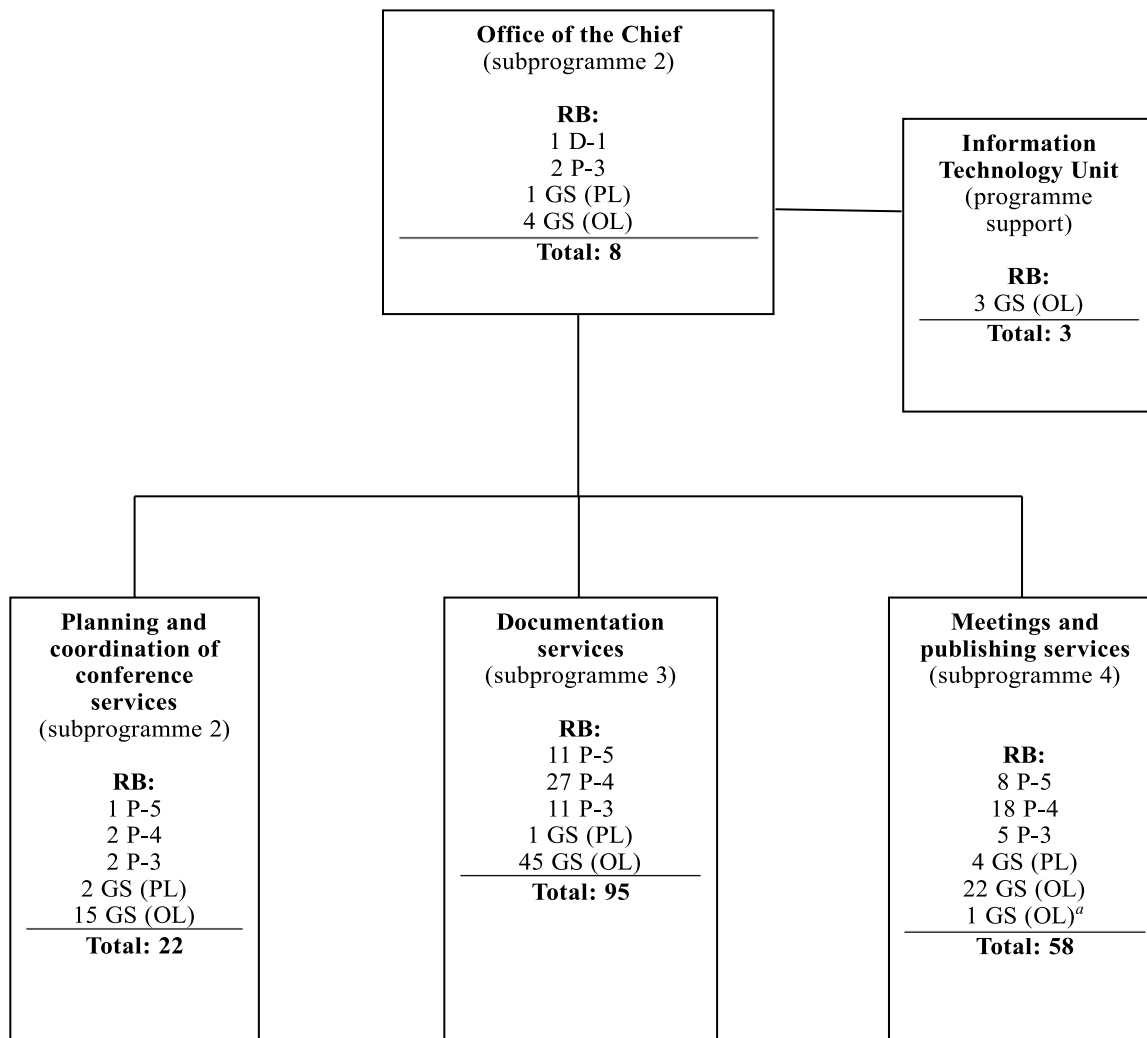 Office of the Chief
(subprogramme 2)
RB:
1 D-1
2 P-3
1 GS (PL)
4 GS (OL)
Total: 8
Information
Technology Unit
(programme
support)
RB:
3 GS (OL)
Total: 3
Planning and
coordination of
conference
services
(subprogramme 2)
RB:
1 P-5
2 P-4
2 P-3
2 GS (PL)
15 GS (OL)
Total: 22
Documentation
services
(subprogramme 3)
RB:
11 P-5
27 P-4
11 P-3
1 GS (PL)
45 GS (OL)
Total: 95
Meetings and
publishing services
(subprogramme 4)
RB:
8 P-5
18 P-4
5 P-3
4 GS (PL)
22 GS (OL)
1 GS (OL)a
Total: 58